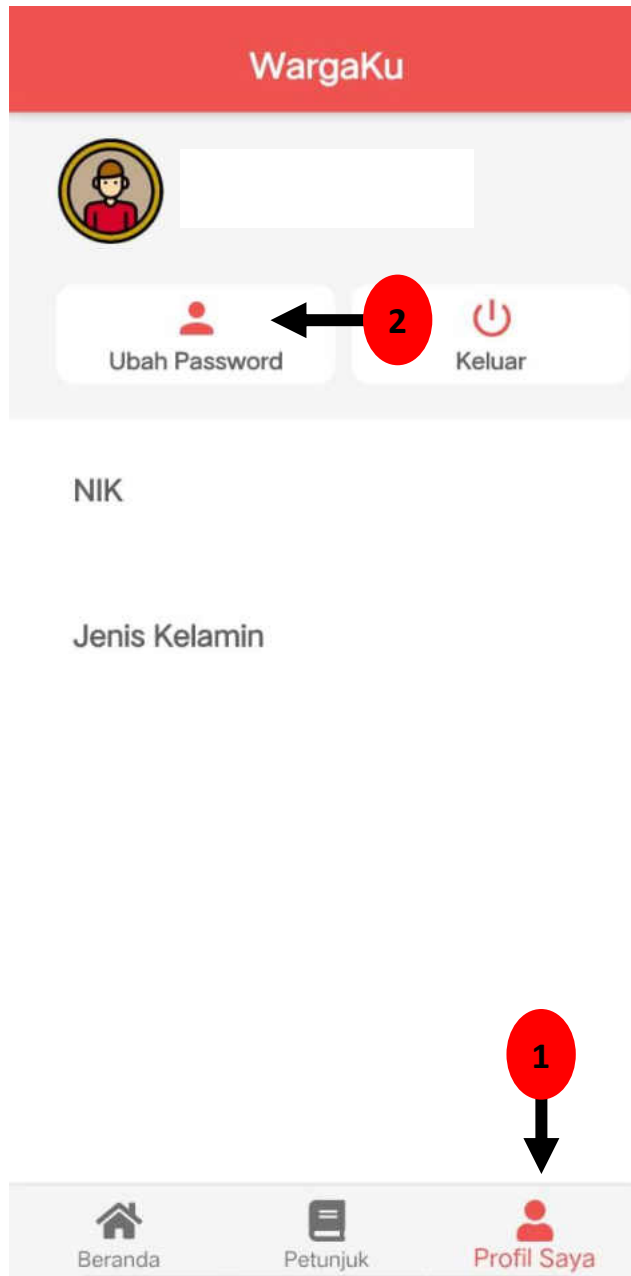 WargaKu
2
Ubah Password
Keluar
NIK
Jenis Kelamin
1
Beranda
Petunjuk
Profil Saya